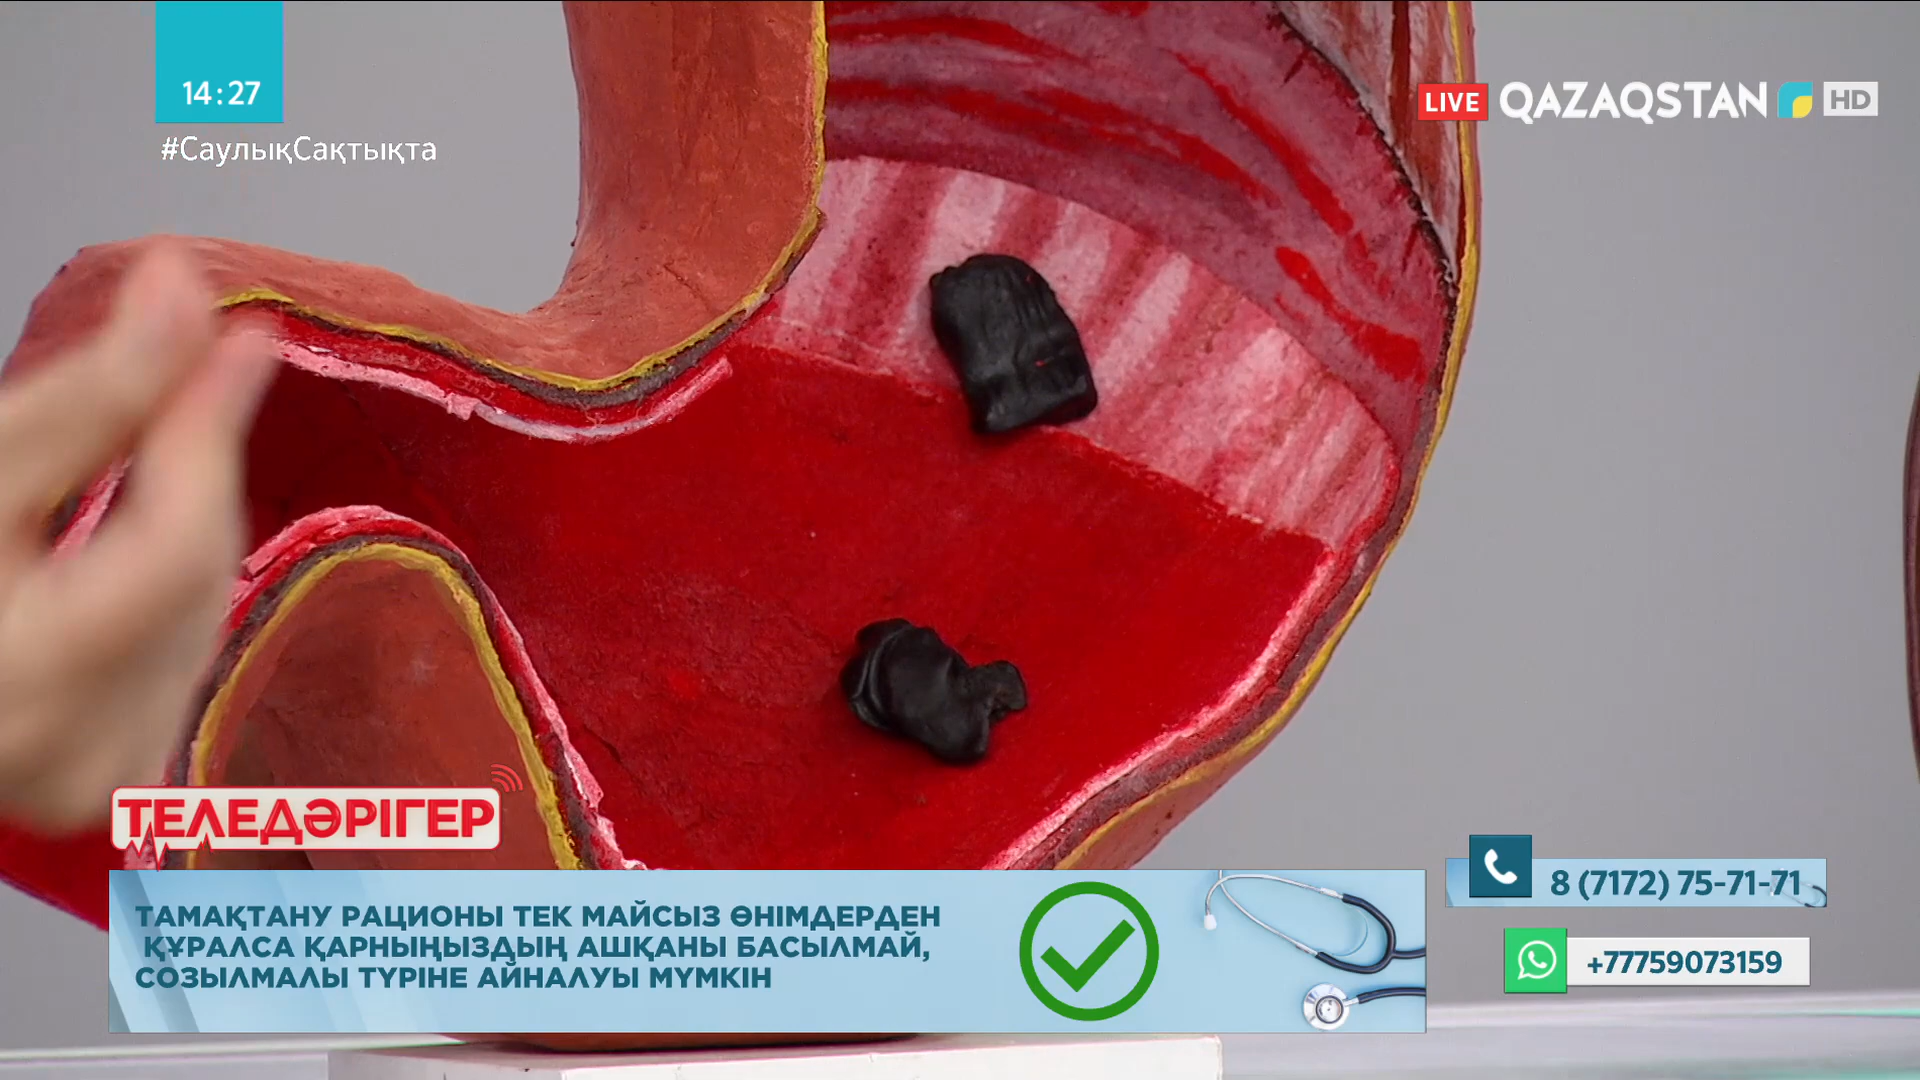 14:27
#СаулықСақтықта
LIVE QAZAQSTAN HD
ТЕЛЕДӘРІГЕР
ТАМАҚТАНУ РАЦИОНЫ ТЕК МАЙСЫЗ ӨНІМДЕРДЕН
ҚҰРАЛСА ҚАРНЫҢЫЗДЫҢ АШҚАНЫ БАСЫЛМАЙ,
СОЗЫЛМАЛЫ ТҮРІНЕ АЙНАЛУЫ МҮМКІН
8 (7172) 75-71-71
+77759073159